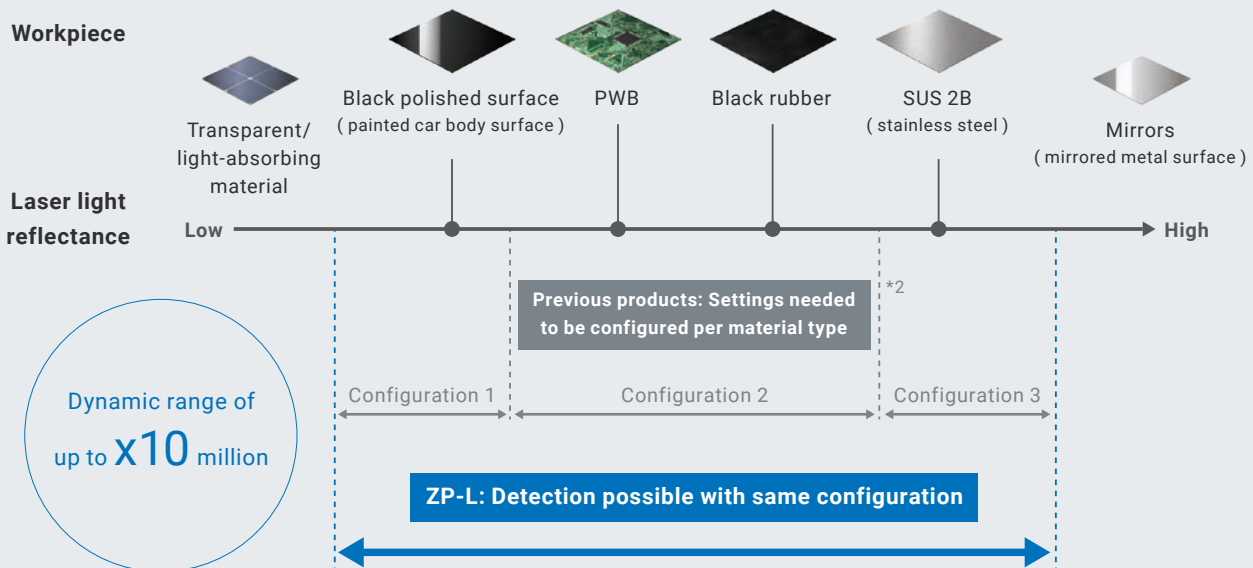 Workpiece
Transparent/
light-absorbing
material
Black polished surface
( painted car body surface )
PWB
Black rubber
SUS 2B
( stainless steel )
Mirrors
( mirrored metal surface )
Laser light
reflectance
Low
High
Previous products: Settings needed
to be configured per material type
*2
Configuration 1
Configuration 2
Configuration 3
Dynamic range of
up to x10 million
ZP-L: Detection possible with same configuration